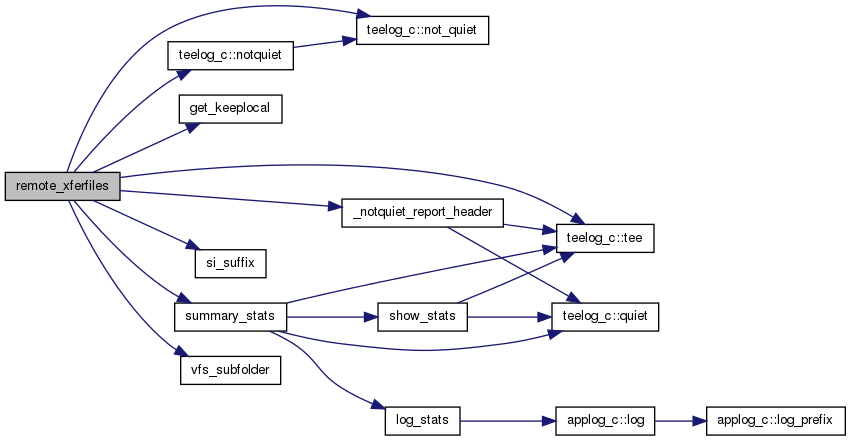 teelog_c::not_quiet
teelog_c::notquiet
get_keeplocal
remote_xferfiles
_notquiet_report_header
teelog_c::tee
si_suffix
summary_stats
show_stats
teelog_c::quiet
vfs_subfolder
log_stats
applog_c::log
applog_c::log_prefix